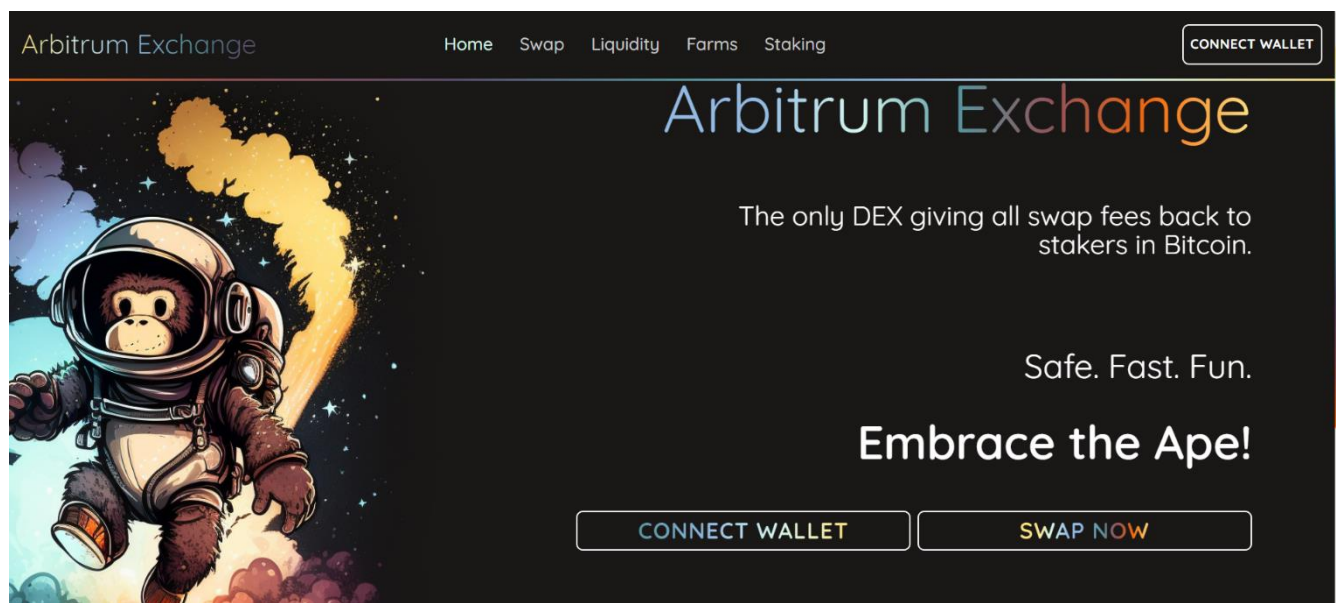 Arbitrum Exchange
Home Swap Liquidity Farms Staking
CONNECT WALLET
Arbitrum Exchange
The only DEX giving all swap fees back to
stakers in Bitcoin.
Safe. Fast. Fun.
Embrace the Ape!
CONNECT WALLET
SWAP NOW